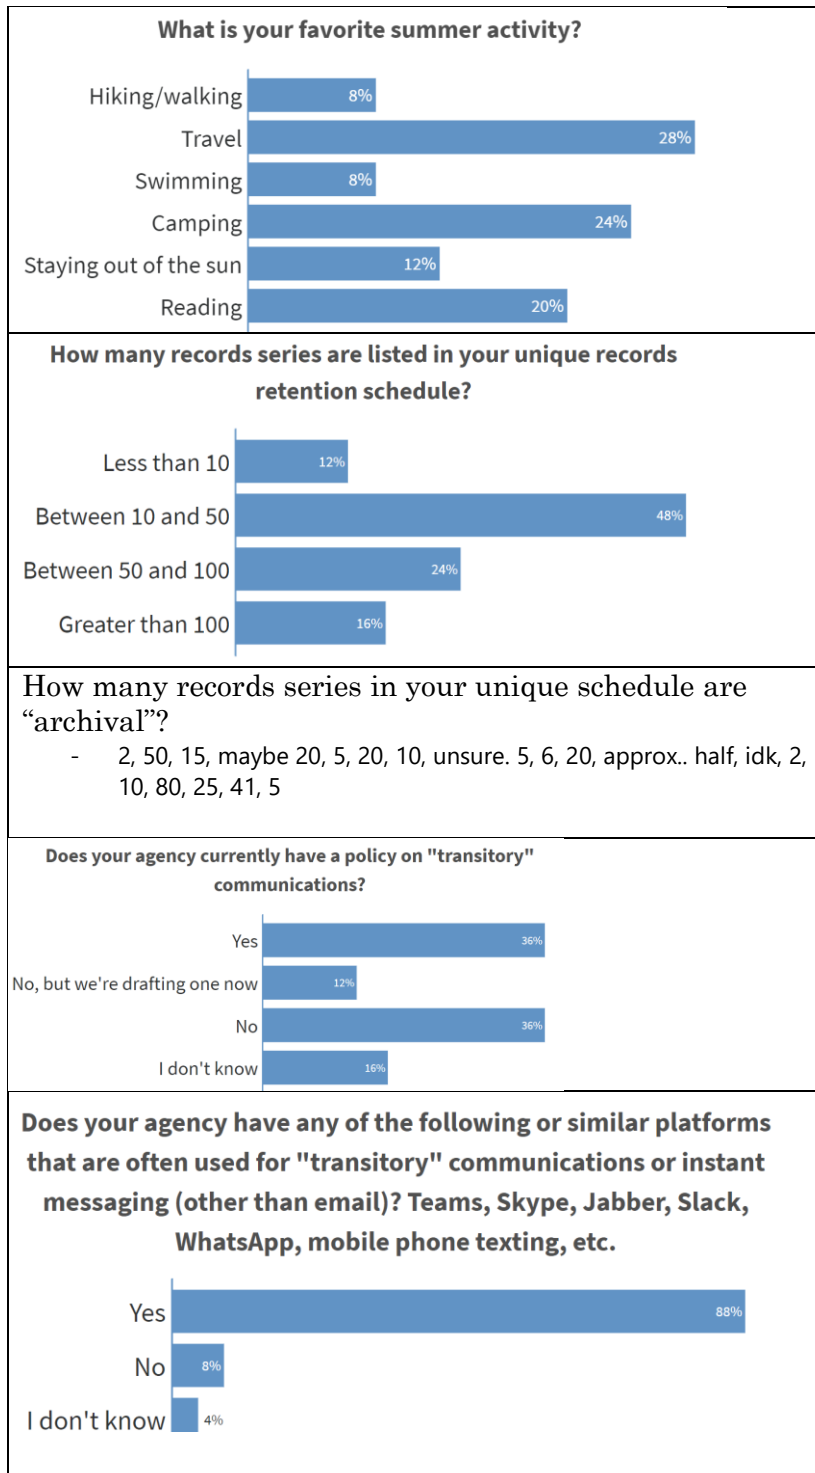 What is your favorite summer activity?
Hiking/walking 8%
Travel 28%
Swimming 8%
Camping 24%
Staying out of the sun 12%
Reading 20%
How many records series are listed in your unique records
retention schedule?
Less than 10 12%
Between 10 and 50 48%
Between 50 and 100 24%
Greater than 100 16%
How many records series in your unique schedule are
“archival”?
- 2, 50, 15, maybe 20, 5, 20, 10, unsure. 5, 6, 20, approx.. half, idk, 2,
10, 80, 25, 41, 5
Does your agency currently have a policy on "transitory"
communications?
Yes 36%
No, but we're drafting one now 12%
No 36%
I don't know 16%
Does your agency have any of the following or similar platforms
that are often used for "transitory" communications or instant
messaging (other than email)? Teams, Skype, Jabber, Slack,
WhatsApp, mobile phone texting, etc.
Yes 88%
No 8%
I don't know 4%